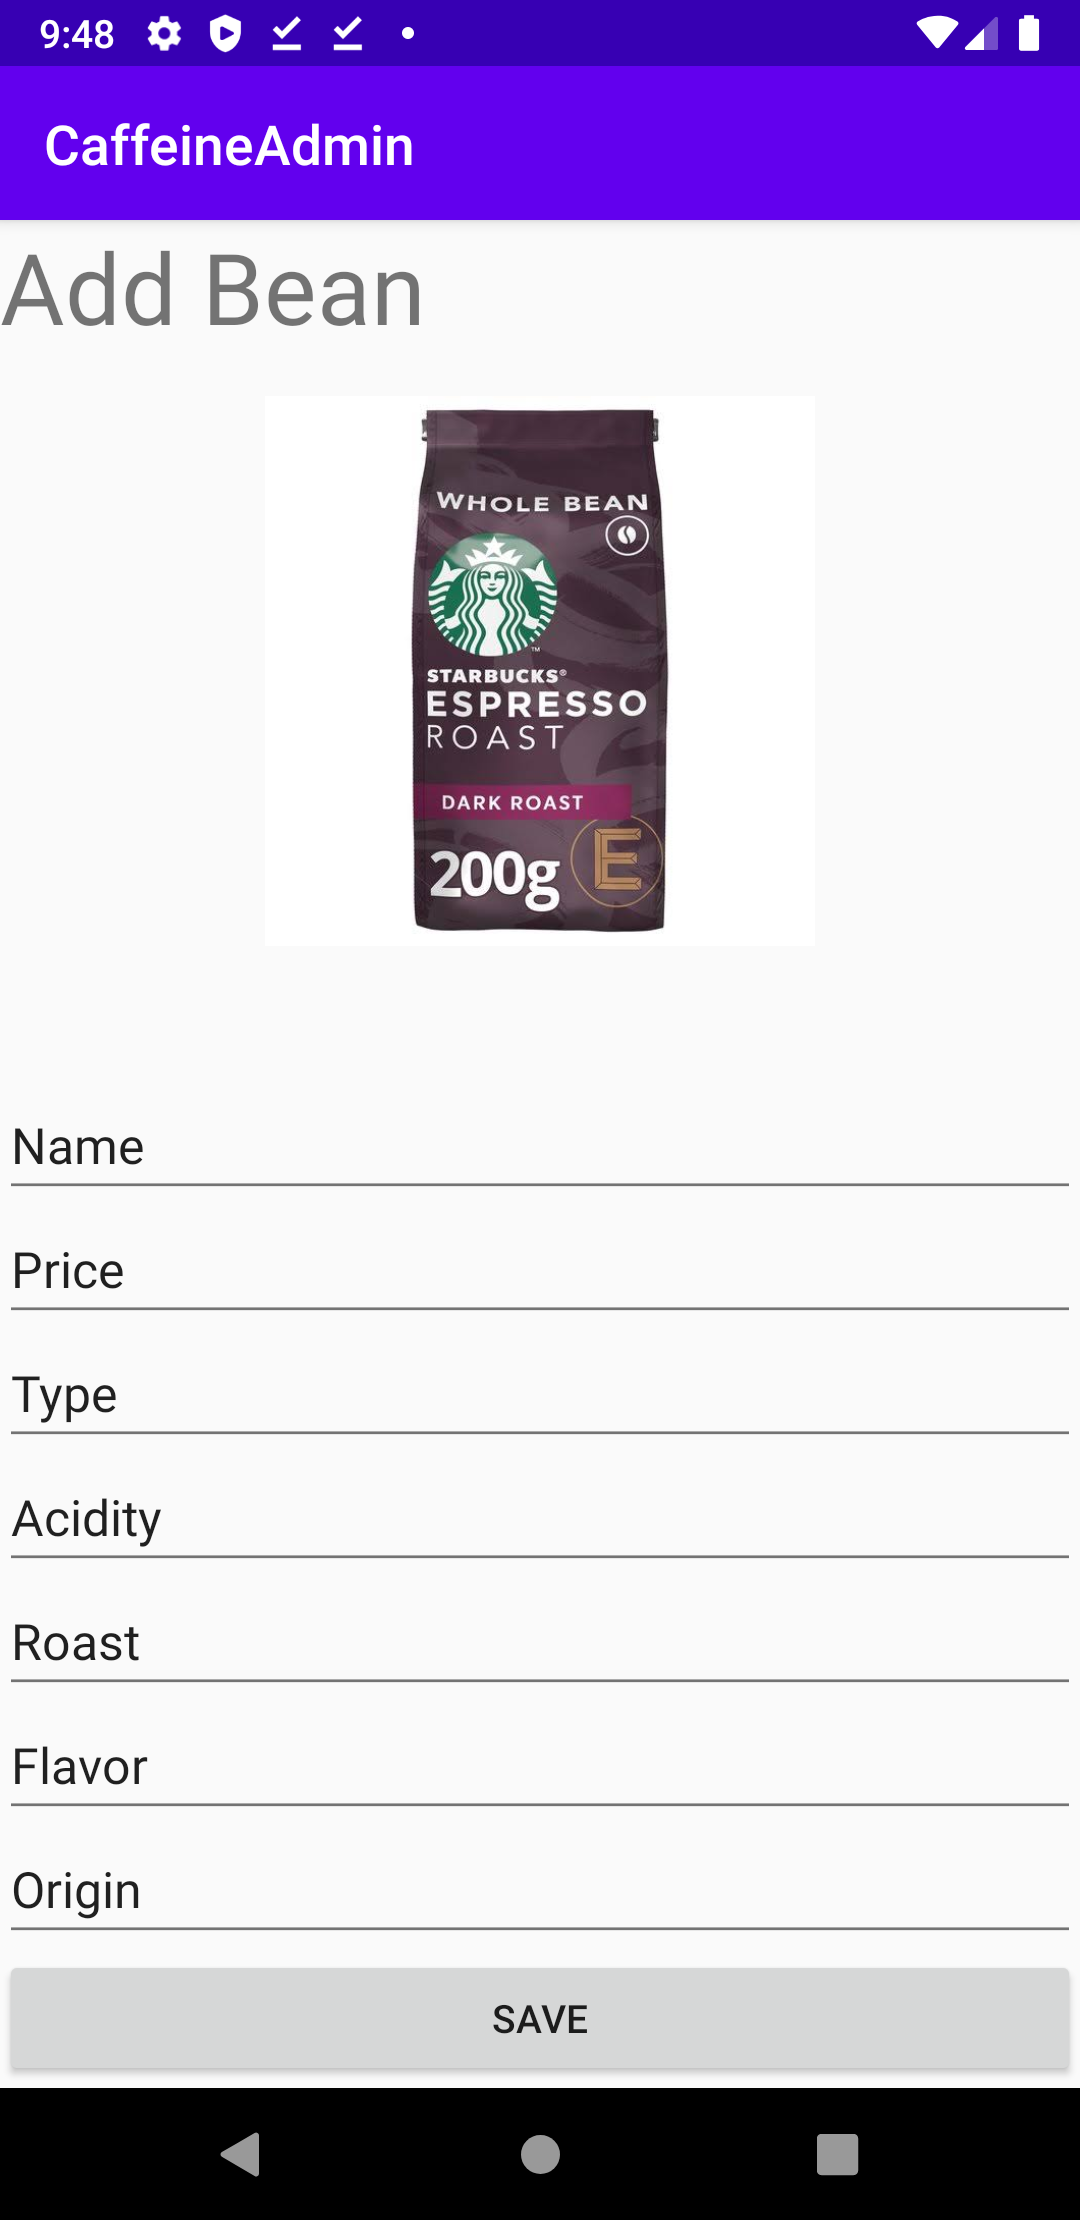 9:48
CaffeineAdmin
Add Bean
WHOLE BEAN
™
STARBUCKS®
ESPRESSO
ROAST
DARK ROAST
200g
E
Name
Price
Type
Acidity
Roast
Flavor
Origin
SAVE